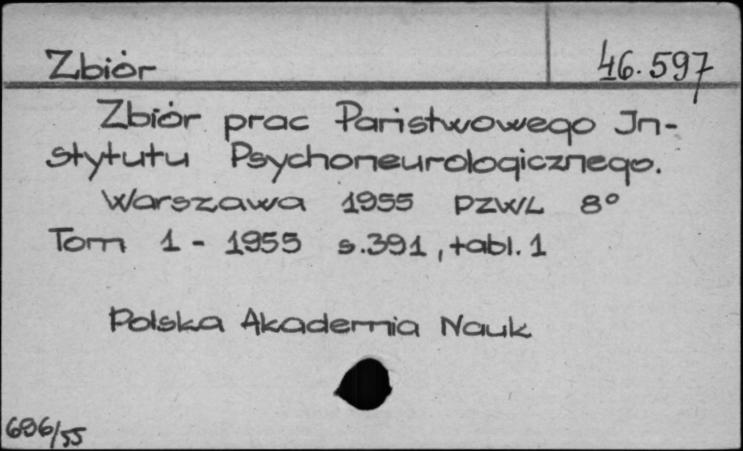 Zbiór
46.597
Zbiór prac Państwowego In-
stytutu Psychoneurologicznego.
Warszawa 1955 PZWL 8°
Tom 1 - 1955 s.391, tabl. 1
Polska Akademia Nauk
696/55